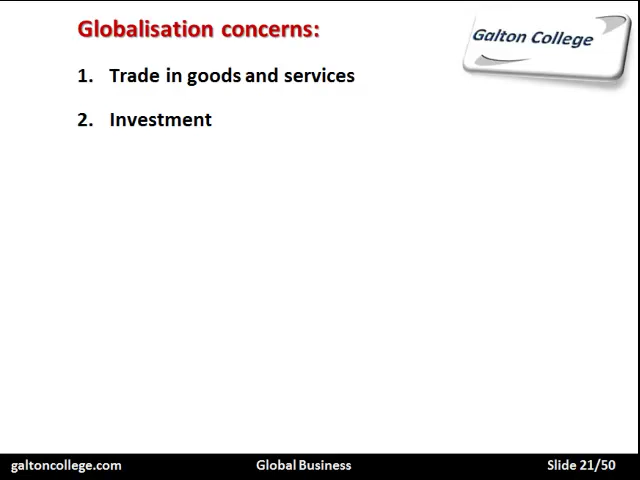 Globalisation concerns:
Galton College
1. Trade in goods and services
2. Investment
galtoncollege.com
Global Business
Slide 21/50